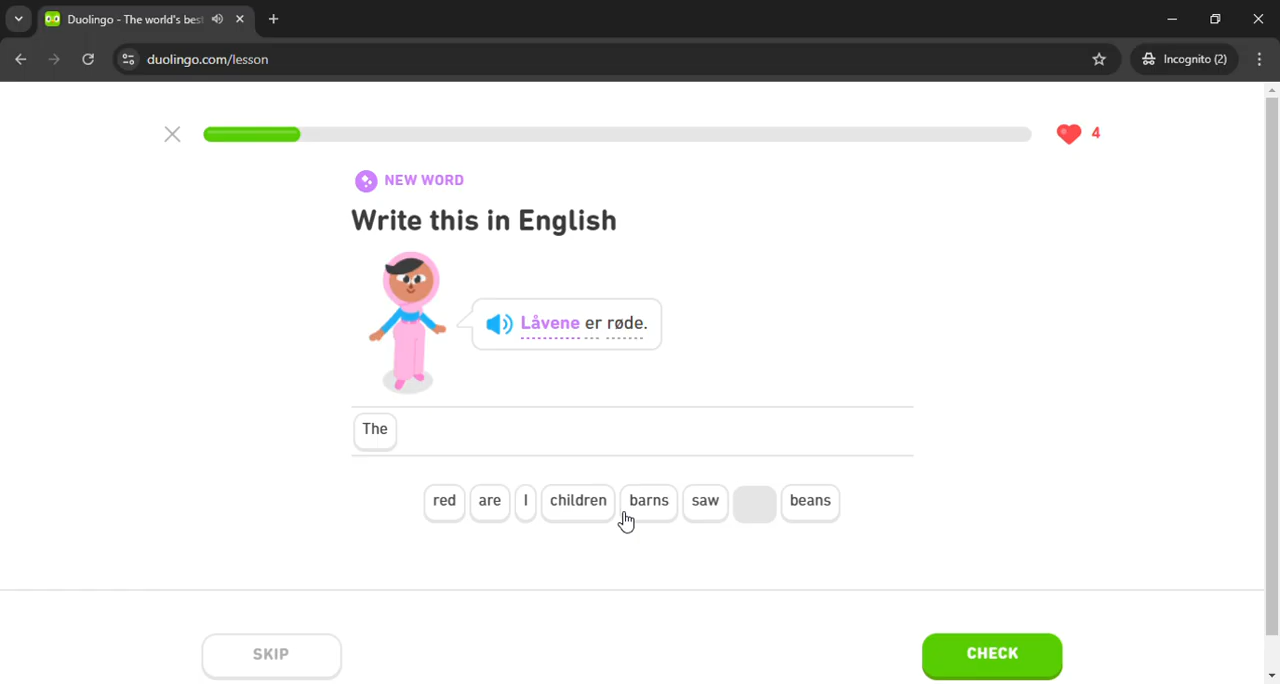 Duolingo - The world's bes
duolingo.com/lesson
Incognito (2)
4
NEW WORD
Write this in English
Låvene er røde.
The
red are I children barns saw beans
SKIP
CHECK